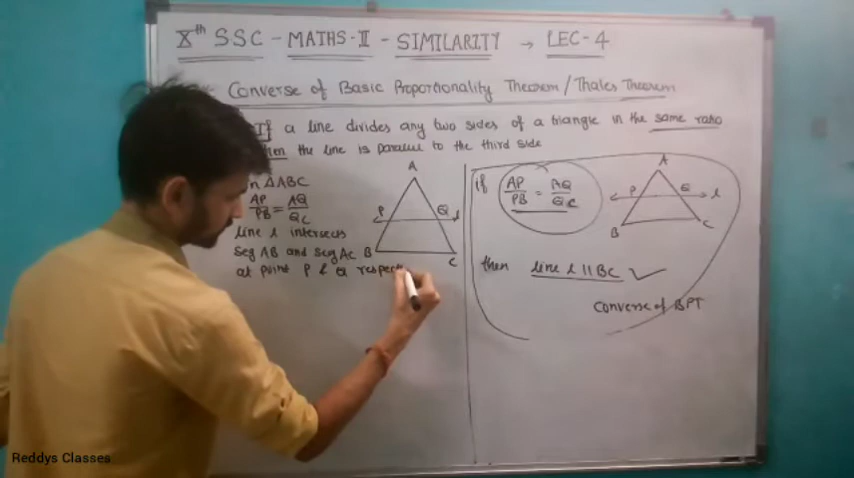 Xth SSC - MATHS-II - SIMILARITY → LEC-4
Converse of Basic Proportionality Theorem / Thales Theorem
If a line divides any two sides of a triangle in the same ratio
then the line is parallel to the third side
In △ABC
AP/PB = AQ/QC
line l intersects
seg AB and seg AC
at point P & Q respect
A
P Q l
B C
if AP/PB = AQ/QC
A
P Q l
B C
then line l || BC ✓
Converse of BPT
Reddys Classes